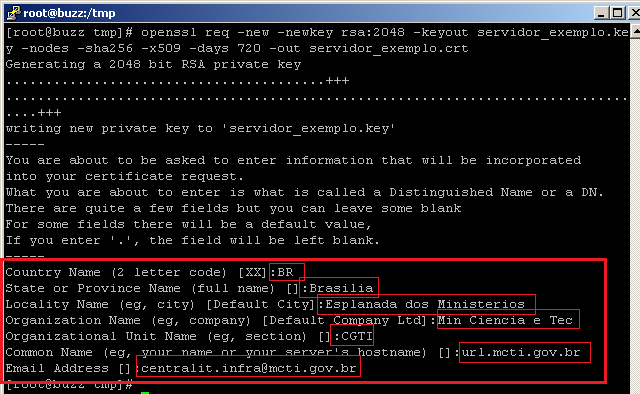 root@buzz:/tmp
[root@buzz tmp]# openssl req -new -newkey rsa:2048 -keyout servidor_exemplo.ke
y -nodes -sha256 -x509 -days 720 -out servidor_exemplo.crt
Generating a 2048 bit RSA private key
.........................................+++
...............................................................................
....+++
writing new private key to 'servidor_exemplo.key'
-----
You are about to be asked to enter information that will be incorporated
into your certificate request.
What you are about to enter is what is called a Distinguished Name or a DN.
There are quite a few fields but you can leave some blank
For some fields there will be a default value,
If you enter '.', the field will be left blank.
-----
Country Name (2 letter code) [XX]:BR
State or Province Name (full name) []:Brasilia
Locality Name (eg, city) [Default City]:Esplanada dos Ministerios
Organization Name (eg, company) [Default Company Ltd]:Min Ciencia e Tec
Organizational Unit Name (eg, section) []:CGTI
Common Name (eg, your name or your server's hostname) []:url.mcti.gov.br
Email Address []:centralit.infra@mcti.gov.br
[root@buzz tmp]#